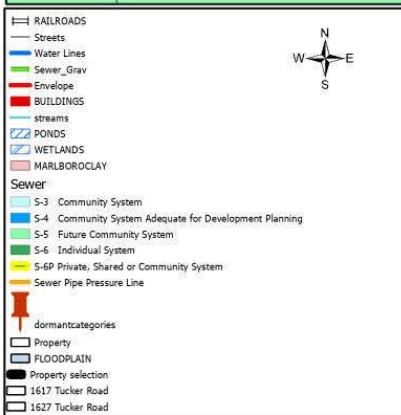 RAILROADS
Streets
Water Lines
Sewer_Grav
Envelope
BUILDINGS
streams
PONDS
WETLANDS
MARLBOROCLAY
Sewer
S-3 Community System
S-4 Community System Adequate for Development Planning
S-5 Future Community System
S-6 Individual System
S-6P Private, Shared or Community System
Sewer Pipe Pressure Line
dormantcategories
Property
FLOODPLAIN
Property selection
1617 Tucker Road
1627 Tucker Road
N
W E
S